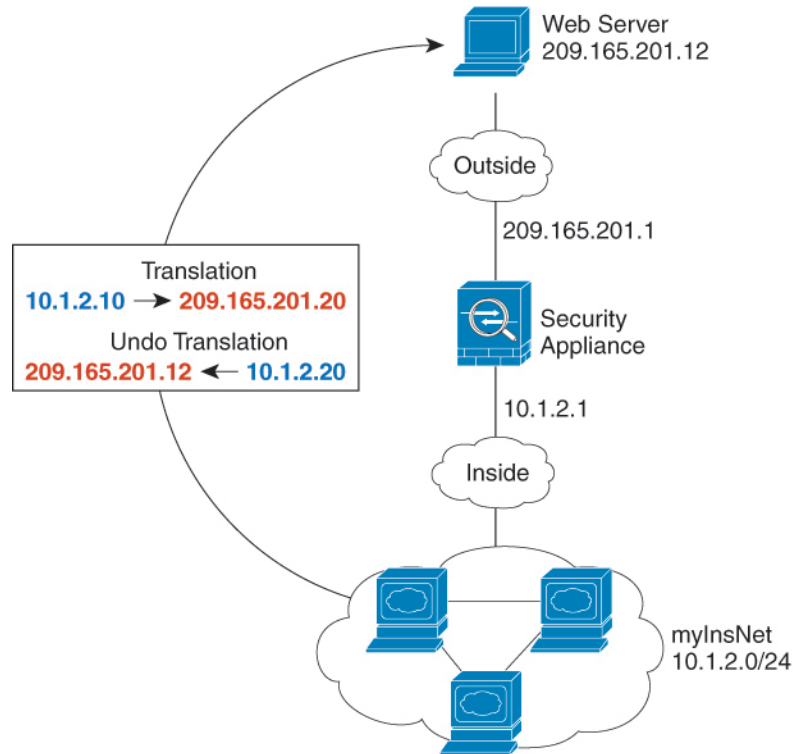 Web Server
209.165.201.12
Outside
209.165.201.1
Translation
10.1.2.10 → 209.165.201.20
Undo Translation
209.165.201.12 ← 10.1.2.20
Security
Appliance
10.1.2.1
Inside
myInsNet
10.1.2.0/24